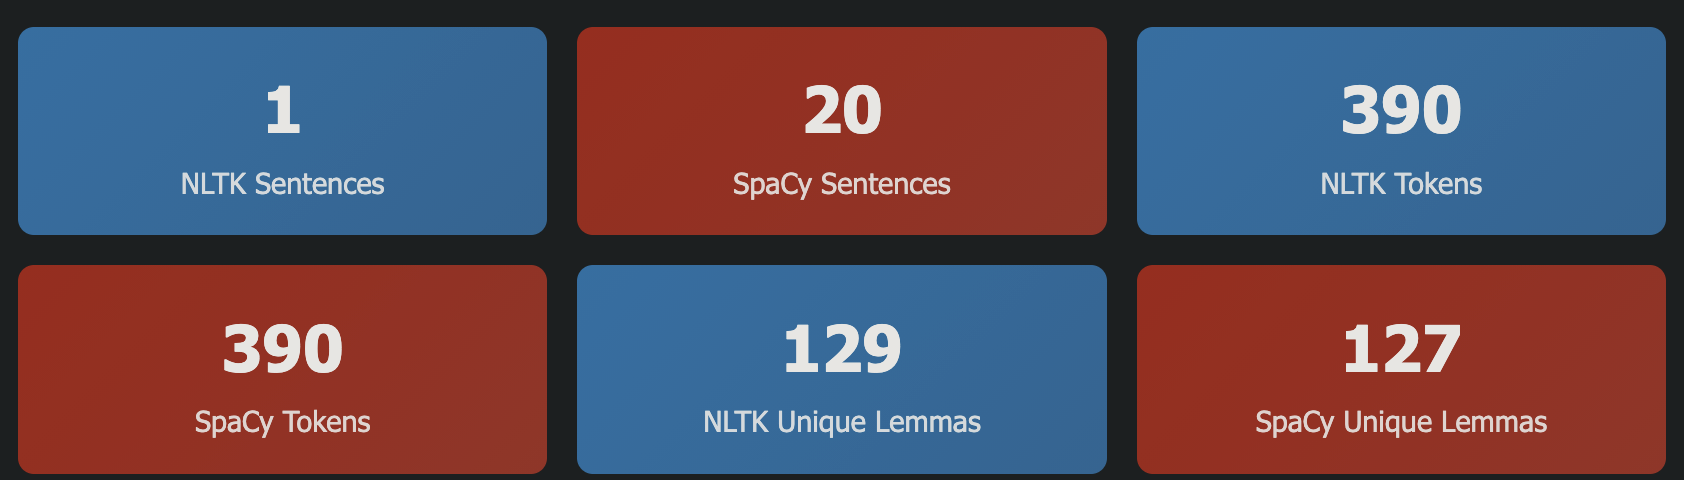 1
NLTK Sentences
20
SpaCy Sentences
390
NLTK Tokens
390
SpaCy Tokens
129
NLTK Unique Lemmas
127
SpaCy Unique Lemmas